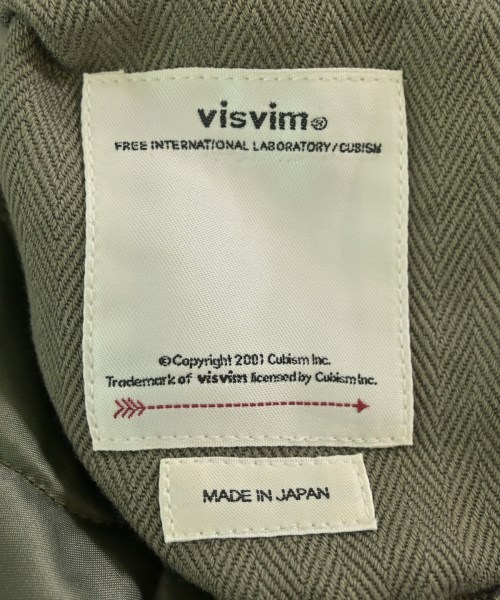 visvim®
FREE INTERNATIONAL LABORATORY/CUBISM
©Copyright 2001 Cubism Inc.
Trademark of visvim licensed by Cubism Inc.
MADE IN JAPAN